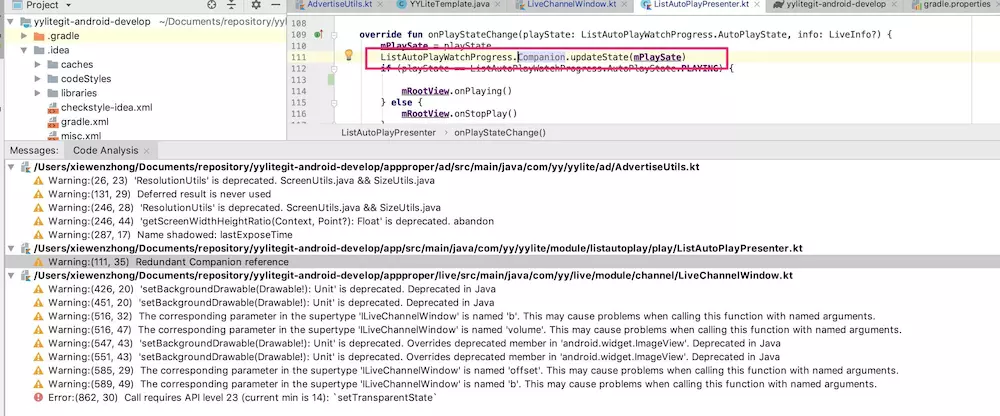 Project
AdvertiseUtils.kt
YYLiteTemplate.java
LiveChannelWindow.kt
ListAutoPlayPresenter.kt
yylitegit-android-develop
gradle.properties
yylitegit-android-develop ~/Documents/repository/yyl
.gradle
.idea
caches
codeStyles
libraries
checkstyle-idea.xml
gradle.xml
misc.xml
108
109 override fun onPlayStateChange(playState: ListAutoPlayWatchProgress.AutoPlayState, info: LiveInfo?) {
110 mPlaySate = playState
111 ListAutoPlayWatchProgress.Companion.updateState(mPlaySate)
112 if (playState == ListAutoPlayWatchProgress.AutoPlayState.PLAYING) {
113
114 mRootView.onPlaying()
115 } else {
116 mRootView.onStopPlay()
117 }
ListAutoPlayPresenter › onPlayStateChange()
Messages: Code Analysis ×
/Users/xiewenzhong/Documents/repository/yylitegit-android-develop/appproper/ad/src/main/java/com/yy/yylite/ad/AdvertiseUtils.kt
Warning:(26, 23) 'ResolutionUtils' is deprecated. ScreenUtils.java && SizeUtils.java
Warning:(131, 29) Deferred result is never used
Warning:(246, 28) 'ResolutionUtils' is deprecated. ScreenUtils.java && SizeUtils.java
Warning:(246, 44) 'getScreenWidthHeightRatio(Context, Point?): Float' is deprecated. abandon
Warning:(287, 17) Name shadowed: lastExposeTime
/Users/xiewenzhong/Documents/repository/yylitegit-android-develop/app/src/main/java/com/yy/yylite/module/listautoplay/play/ListAutoPlayPresenter.kt
Warning:(111, 35) Redundant Companion reference
/Users/xiewenzhong/Documents/repository/yylitegit-android-develop/appproper/live/src/main/java/com/yy/live/module/channel/LiveChannelWindow.kt
Warning:(426, 20) 'setBackgroundDrawable(Drawable!): Unit' is deprecated. Deprecated in Java
Warning:(451, 20) 'setBackgroundDrawable(Drawable!): Unit' is deprecated. Deprecated in Java
Warning:(516, 32) The corresponding parameter in the supertype 'ILiveChannelWindow' is named 'b'. This may cause problems when calling this function with named arguments.
Warning:(516, 47) The corresponding parameter in the supertype 'ILiveChannelWindow' is named 'volume'. This may cause problems when calling this function with named arguments.
Warning:(547, 43) 'setBackgroundDrawable(Drawable!): Unit' is deprecated. Overrides deprecated member in 'android.widget.ImageView'. Deprecated in Java
Warning:(551, 43) 'setBackgroundDrawable(Drawable!): Unit' is deprecated. Overrides deprecated member in 'android.widget.ImageView'. Deprecated in Java
Warning:(585, 29) The corresponding parameter in the supertype 'ILiveChannelWindow' is named 'offset'. This may cause problems when calling this function with named arguments.
Warning:(589, 49) The corresponding parameter in the supertype 'ILiveChannelWindow' is named 'b'. This may cause problems when calling this function with named arguments.
Error:(862, 30) Call requires API level 23 (current min is 14): `setTransparentState`